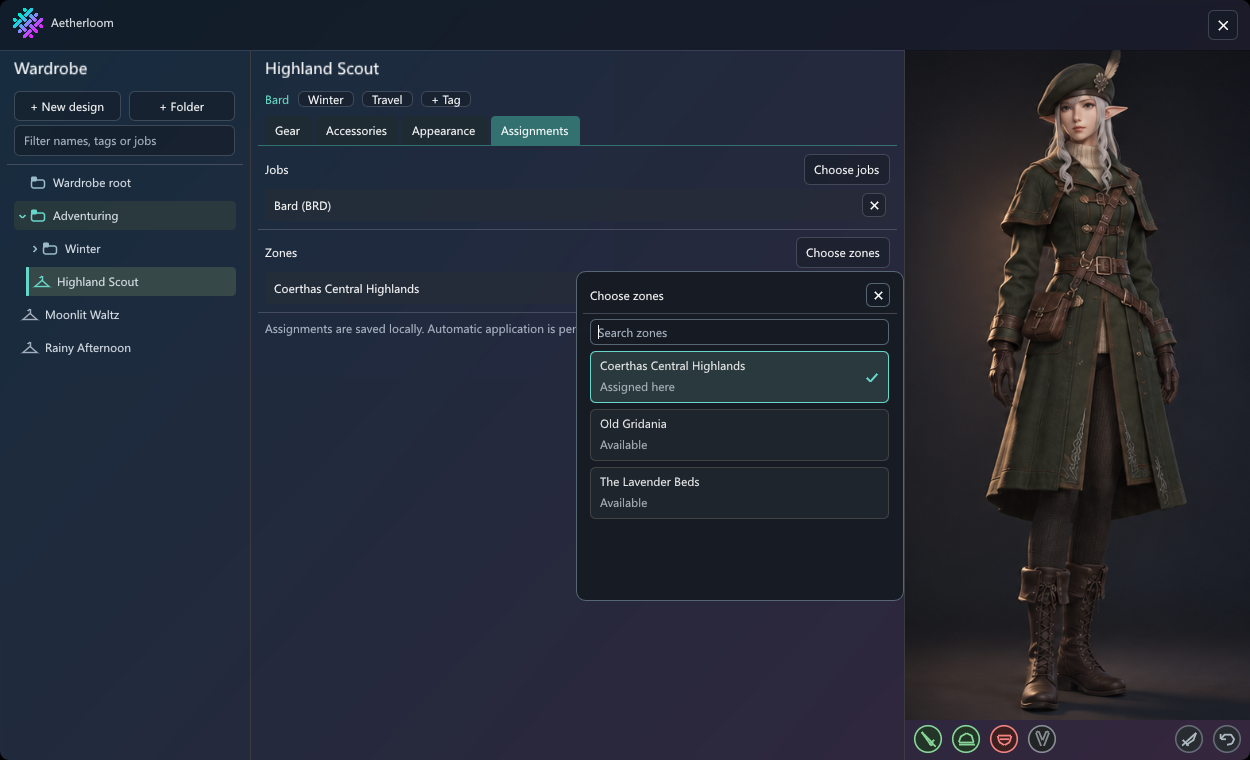 Aetherloom
Wardrobe
+ New design
+ Folder
Filter names, tags or jobs
Wardrobe root
Adventuring
Winter
Highland Scout
Moonlit Waltz
Rainy Afternoon
Highland Scout
Bard Winter Travel + Tag
Gear Accessories Appearance Assignments
Jobs
Choose jobs
Bard (BRD)
Zones
Choose zones
Coerthas Central Highlands
Assignments are saved locally. Automatic application is per
Choose zones
Search zones
Coerthas Central Highlands
Assigned here
Old Gridania
Available
The Lavender Beds
Available